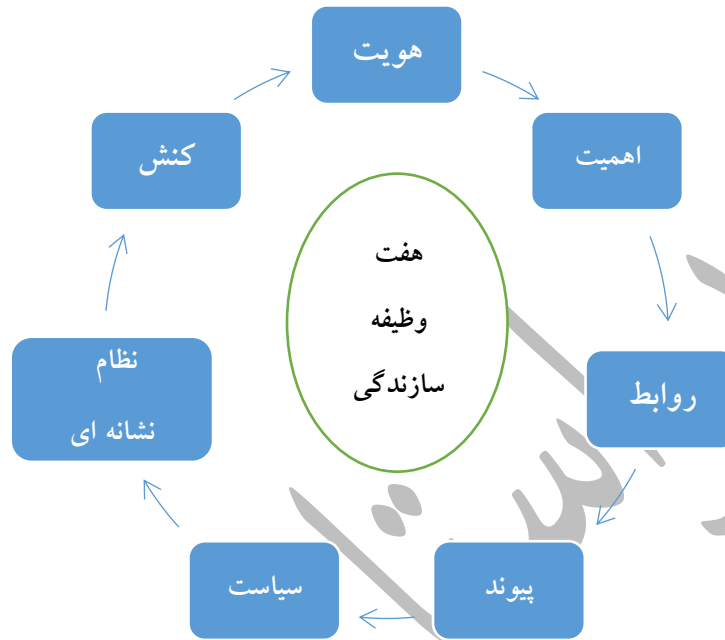 هویت
اهمیت
روابط
پیوند
سیاست
نظام
نشانه ای
کنش
هفت
وظیفه
سازندگی